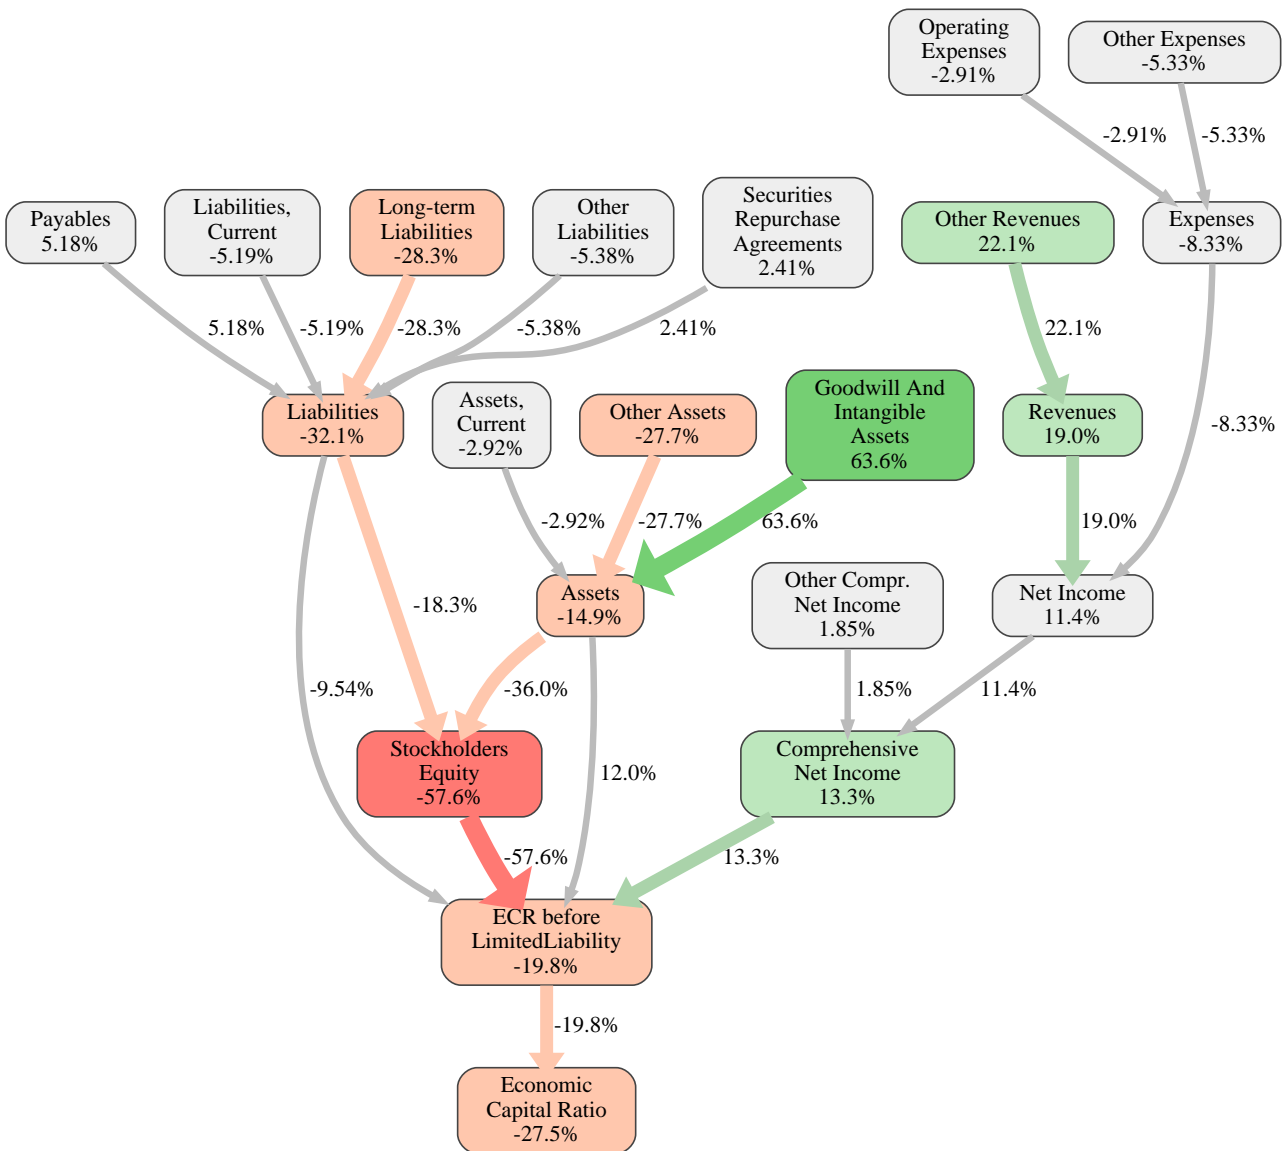 Operating
Expenses
-2.91%
Other Expenses
-5.33%
-2.91%
-5.33%
Payables
5.18%
Liabilities,
Current
-5.19%
Long-term
Liabilities
-28.3%
Other
Liabilities
-5.38%
Securities
Repurchase
Agreements
2.41%
Other Revenues
22.1%
Expenses
-8.33%
5.18%
-5.19%
-28.3%
-5.38%
2.41%
22.1%
Liabilities
-32.1%
Assets,
Current
-2.92%
Other Assets
-27.7%
Goodwill And
Intangible
Assets
63.6%
Revenues
19.0%
-8.33%
-2.92%
-27.7%
63.6%
19.0%
-18.3%
Assets
-14.9%
Other Compr.
Net Income
1.85%
Net Income
11.4%
-9.54%
-36.0%
1.85%
11.4%
Stockholders
Equity
-57.6%
12.0%
Comprehensive
Net Income
13.3%
-57.6%
13.3%
ECR before
LimitedLiability
-19.8%
-19.8%
Economic
Capital Ratio
-27.5%